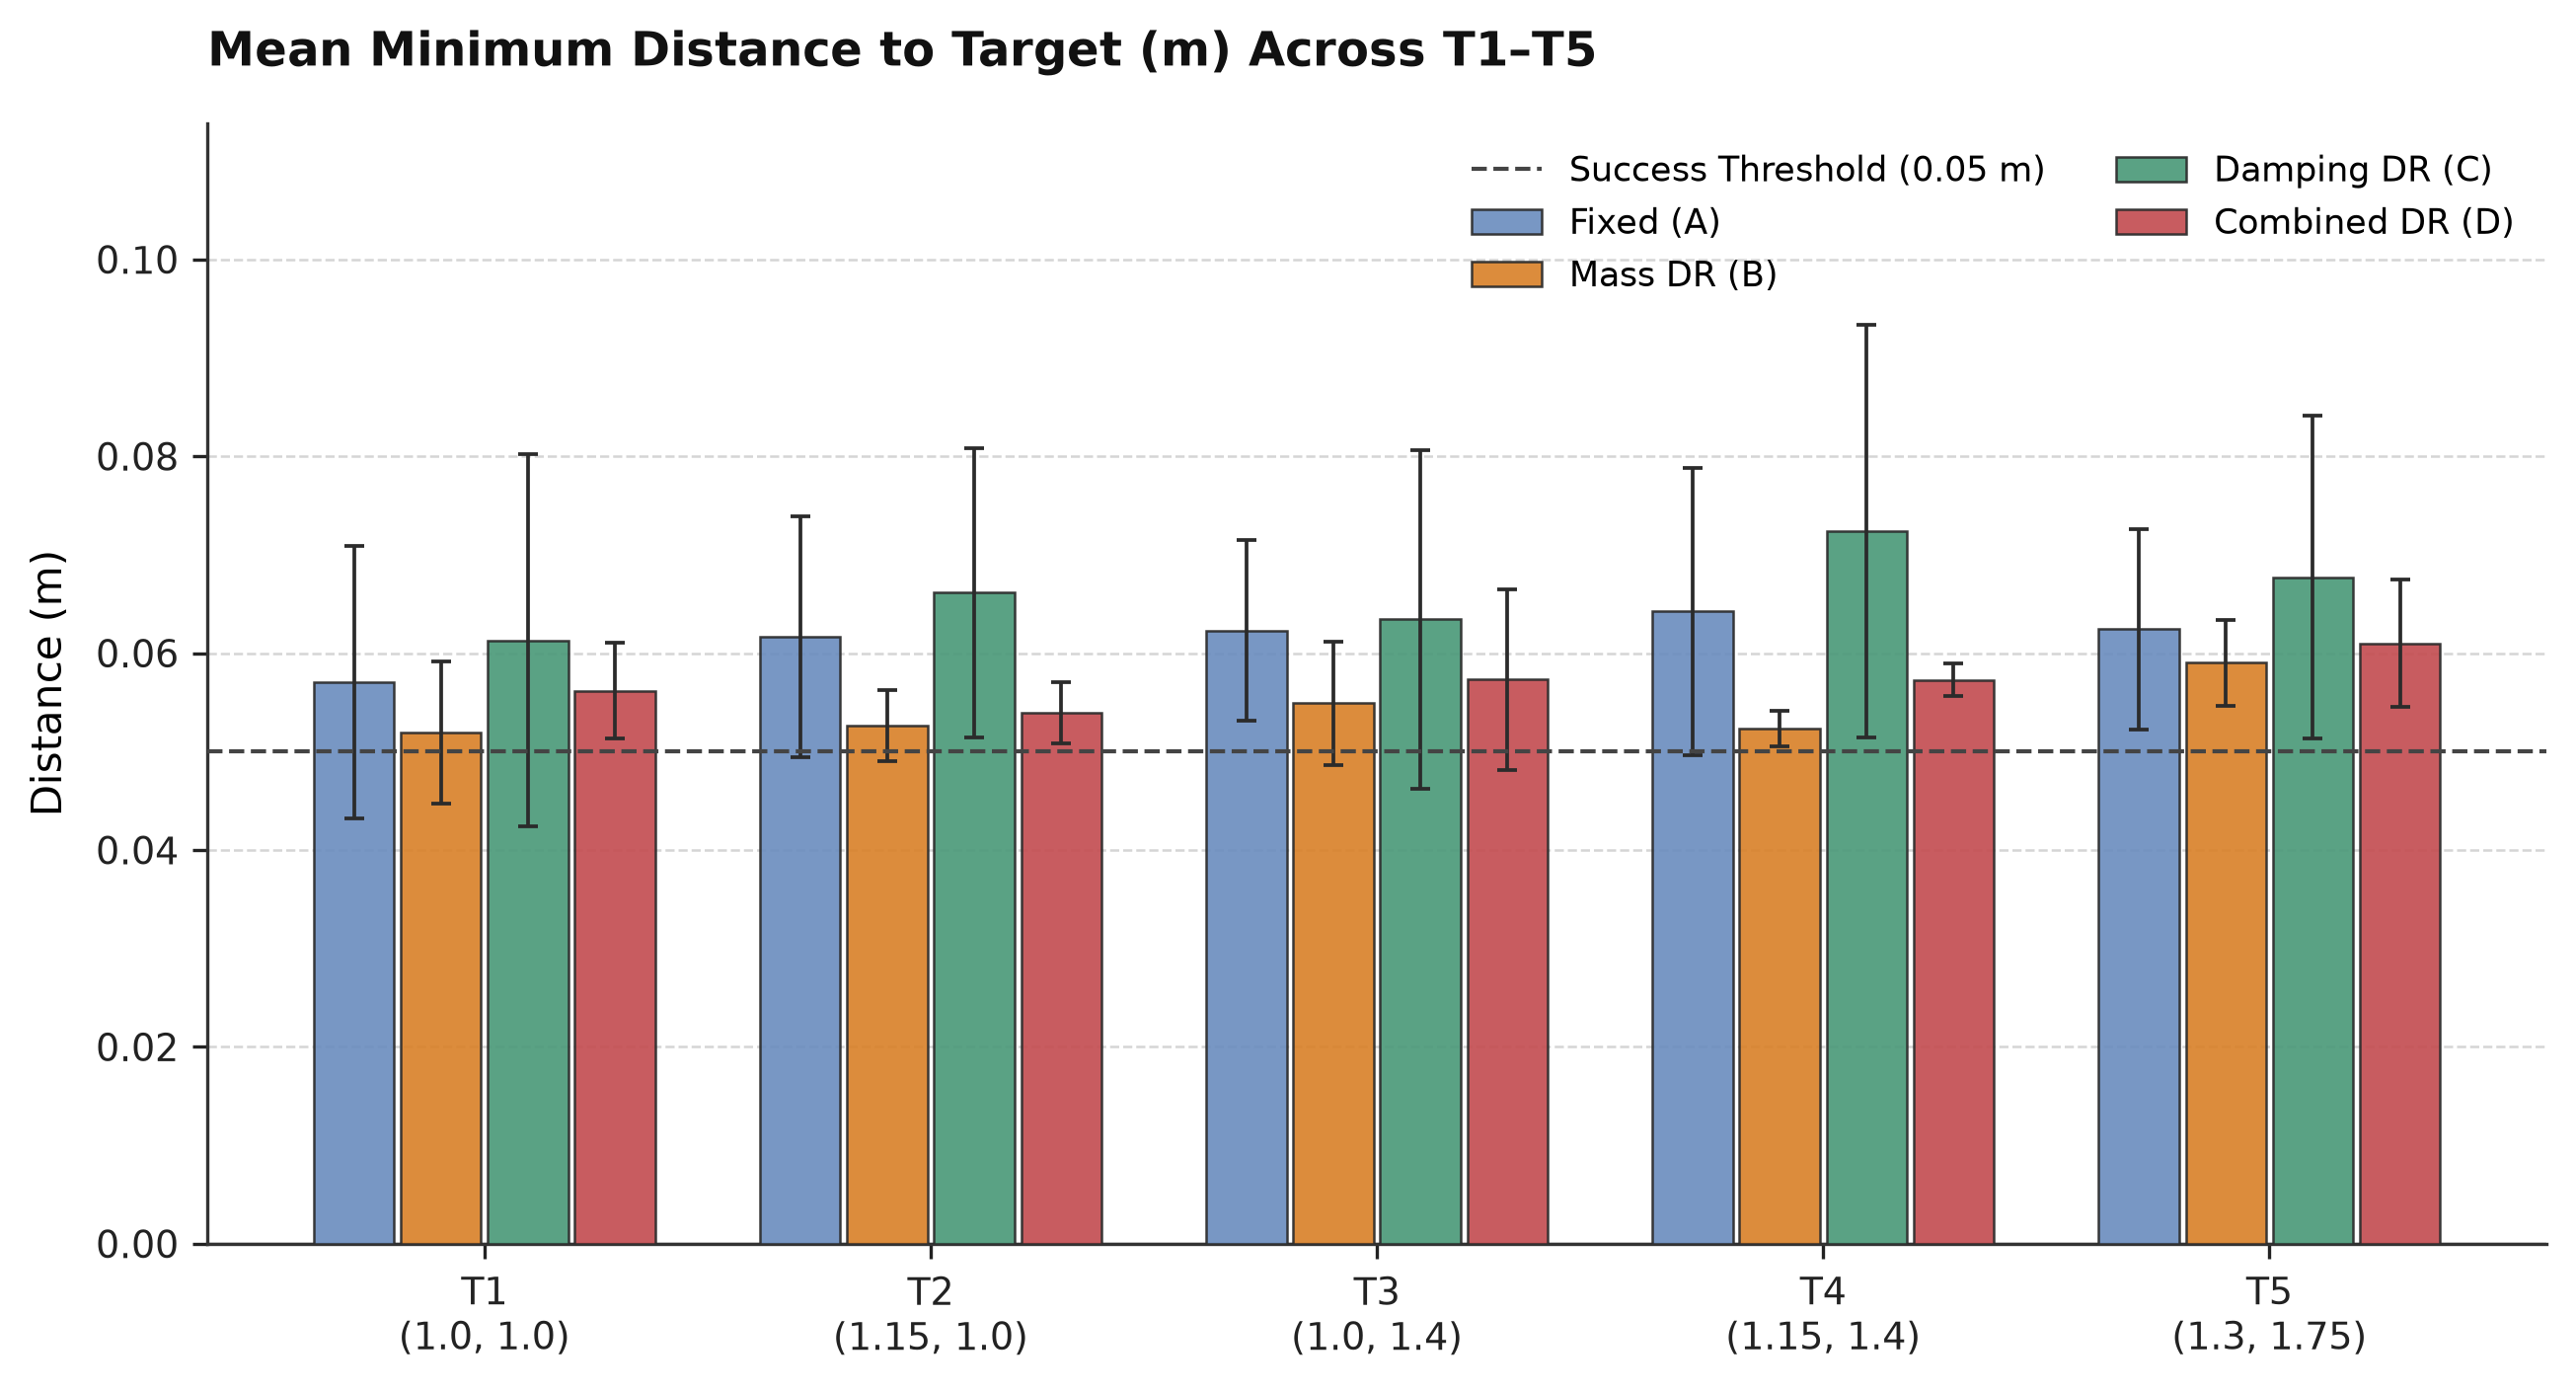 Mean Minimum Distance to Target (m) Across T1–T5
Distance (m)
0.10
0.08
0.06
0.04
0.02
0.00
Success Threshold (0.05 m)
Fixed (A)
Mass DR (B)
Damping DR (C)
Combined DR (D)
T1
(1.0, 1.0)
T2
(1.15, 1.0)
T3
(1.0, 1.4)
T4
(1.15, 1.4)
T5
(1.3, 1.75)